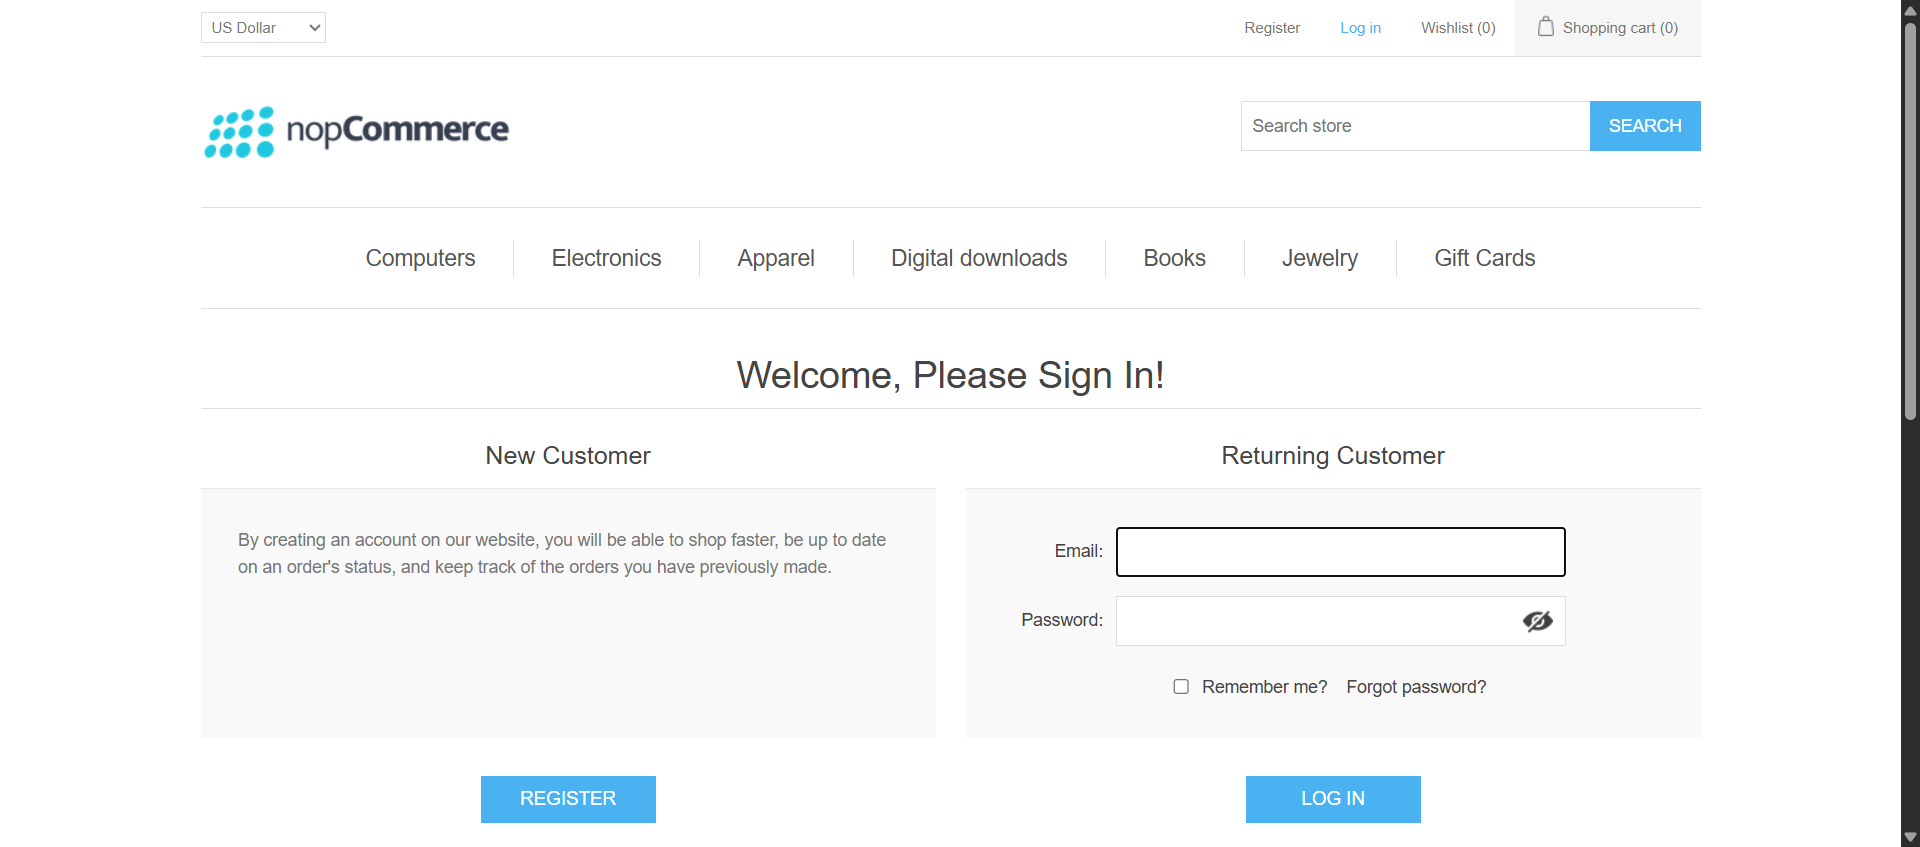 US Dollar
Register
Log in
Wishlist (0)
Shopping cart (0)
nopCommerce
Search store
SEARCH
Computers
Electronics
Apparel
Digital downloads
Books
Jewelry
Gift Cards
Welcome, Please Sign In!
New Customer
By creating an account on our website, you will be able to shop faster, be up to date
on an order's status, and keep track of the orders you have previously made.
REGISTER
Returning Customer
Email:
Password:
Remember me?
Forgot password?
LOG IN